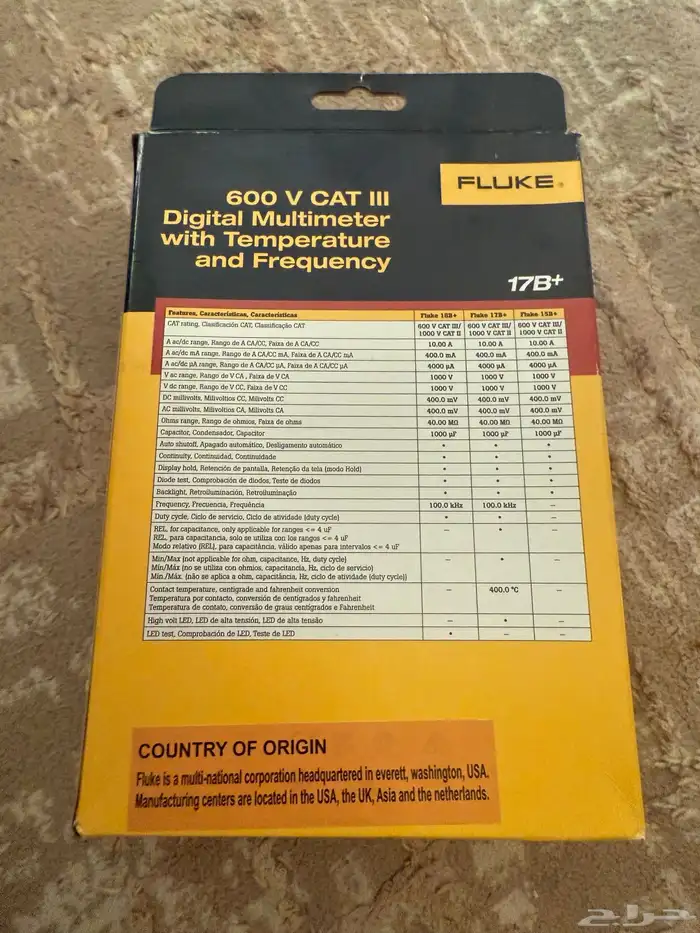 FLUKE®
600 V CAT III
Digital Multimeter
with Temperature
and Frequency
17B+
Features, Características, Características Fluke 18B+ Fluke 17B+ Fluke 15B+
CAT rating, Clasificación CAT, Classificação CAT 600 V CAT III/ 600 V CAT III/ 600 V CAT III/
1000 V CAT II 1000 V CAT II 1000 V CAT II
A ac/dc range, Rango de A CA/CC, Faixa de A CA/CC 10.00 A 10.00 A 10.00 A
A ac/dc mA range, Rango de A CA/CC mA, Faixa de A CA/CC mA 400.0 mA 400.0 mA 400.0 mA
A ac/dc µA range, Rango de A CA/CC µA, Faixa de A CA/CC µA 4000 µA 4000 µA 4000 µA
V ac range, Rango de V CA , Faixa de V CA 1000 V 1000 V 1000 V
V dc range, Rango de V CC, Faixa de V CC 1000 V 1000 V 1000 V
DC millivolts, Milivoltios CC, Milivolts CC 400.0 mV 400.0 mV 400.0 mV
AC millivolts, Milivoltios CA, Milivolts CA 400.0 mV 400.0 mV 400.0 mV
Ohms range, Rango de ohmios, Faixa de ohms 40.00 MΩ 40.00 MΩ 40.00 MΩ
Capacitor, Condensador, Capacitor 1000 µF 1000 µF 1000 µF
Auto shutoff, Apagado automático, Desligamento automático • • •
Continuity, Continuidad, Continuidade • • •
Display hold, Retención de pantalla, Retenção da tela (modo Hold) • • •
Diode test, Comprobación de diodos, Teste de diodos • • •
Backlight, Retroiluminación, Retroiluminação • • •
Frequency, Frecuencia, Frequência 100.0 kHz 100.0 kHz –
Duty cycle, Ciclo de servicio, Ciclo de atividade (duty cycle) • • –
REL, for capacitance, only applicable for ranges <= 4 uF – • –
REL, para capacitancia, solo se utiliza con los rangos <= 4 uF
Modo relativo (REL), para capacitância, válido apenas para intervalos <= 4 uF
Min/Max (not applicable for ohm, capacitance, Hz, duty cycle) – • –
Mín/Máx (no se utiliza con ohmios, capacitancia, Hz, ciclo de servicio)
Mín./Máx. (não se aplica a ohm, capacitância, Hz, ciclo de atividade (duty cycle))
Contact temperature, centigrade and fahrenheit conversion – 400.0 °C –
Temperatura por contacto, conversión de centígrados y fahrenheit
Temperatura de contato, conversão de graus centígrados e Fahrenheit
High volt LED, LED de alta tensión, LED de alta tensão – • –
LED test, Comprobación de LED, Teste de LED • – –
COUNTRY OF ORIGIN
Fluke is a multi-national corporation headquartered in everett, washington, USA.
Manufacturing centers are located in the USA, the UK, Asia and the netherlands.
حراج